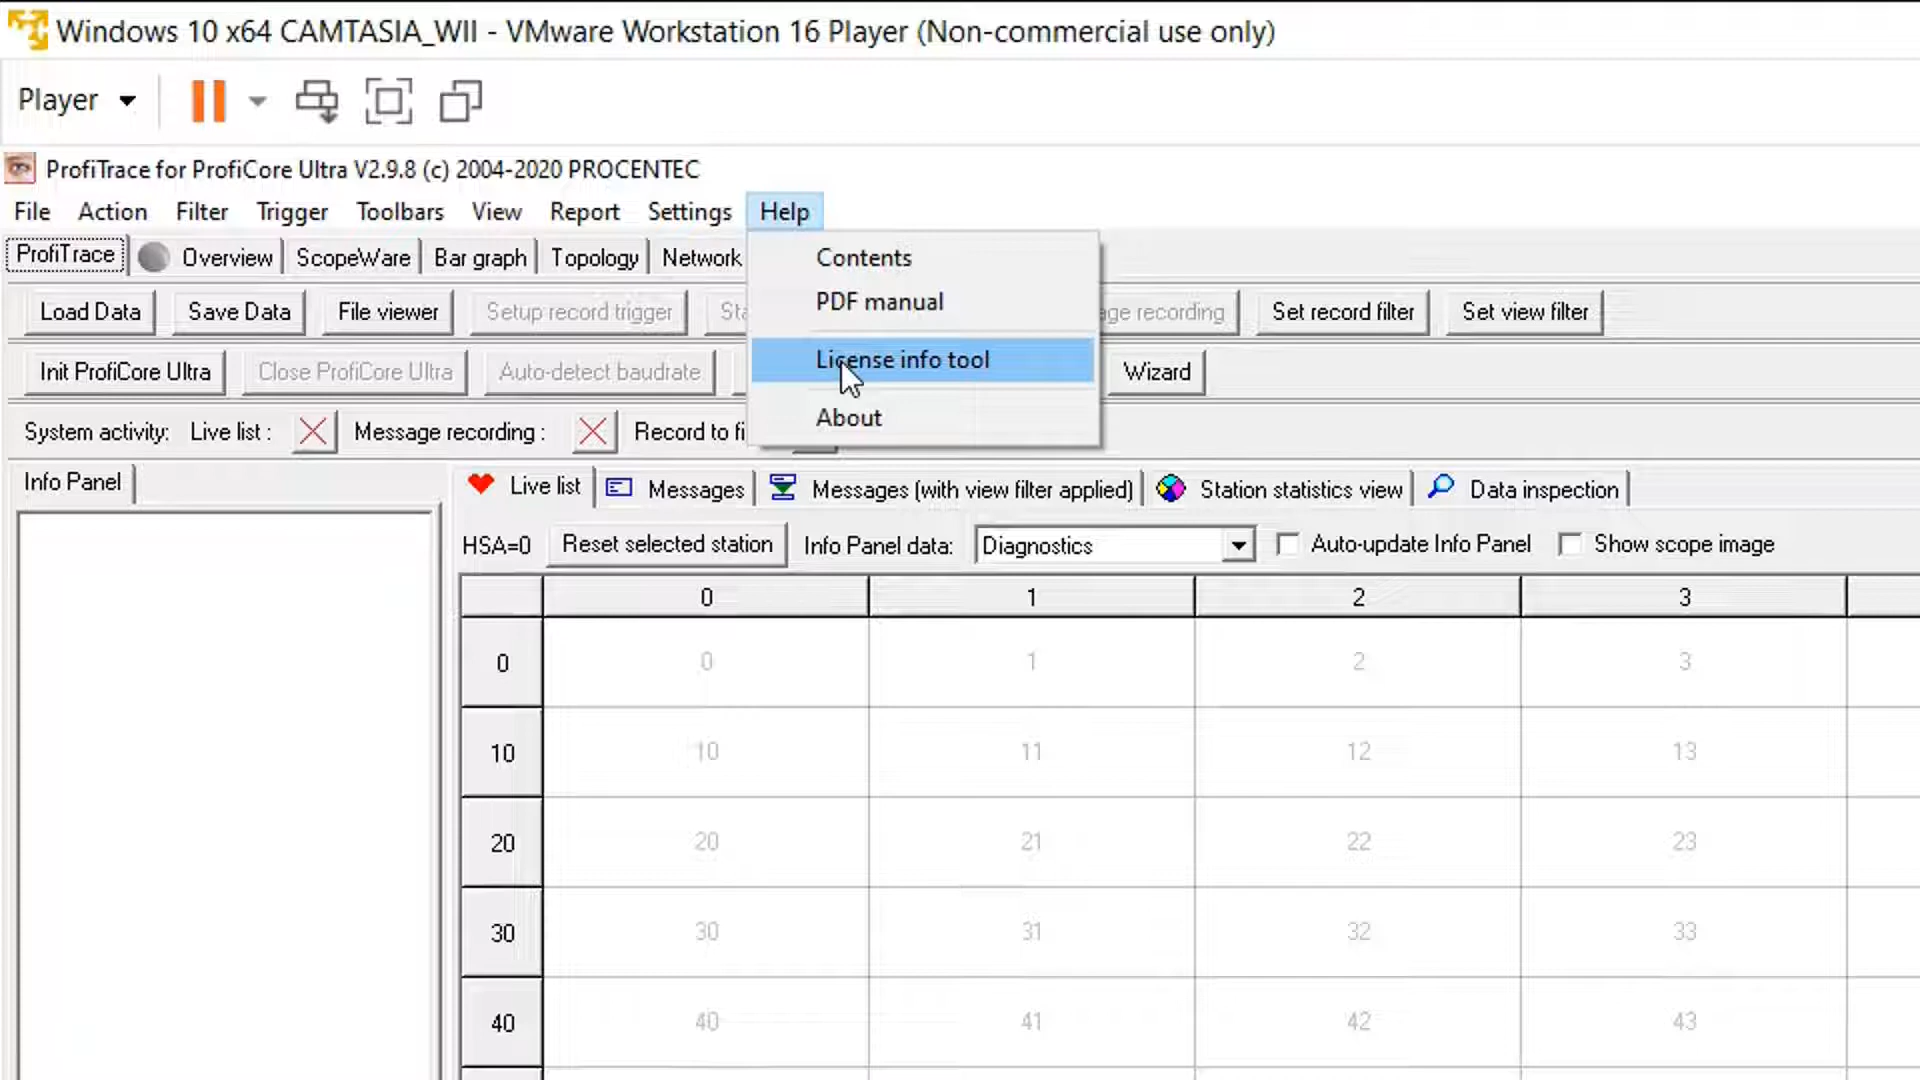 Windows 10 x64 CAMTASIA_WII - VMware Workstation 16 Player (Non-commercial use only)
Player
ProfiTrace for ProfiCore Ultra V2.9.8 (c) 2004-2020 PROCENTEC
File Action Filter Trigger Toolbars View Report Settings Help
ProfiTrace Overview ScopeWare Bar graph Topology Network
Contents
PDF manual
License info tool
About
Load Data Save Data File viewer Setup record trigger Sta ge recording Set record filter Set view filter
Init ProfiCore Ultra Close ProfiCore Ultra Auto-detect baudrate Wizard
System activity: Live list : Message recording : Record to fi
Info Panel
Live list Messages Messages (with view filter applied) Station statistics view Data inspection
HSA=0 Reset selected station Info Panel data: Diagnostics Auto-update Info Panel Show scope image
0 1 2 3
0 0 1 2 3
10 10 11 12 13
20 20 21 22 23
30 30 31 32 33
40 40 41 42 43